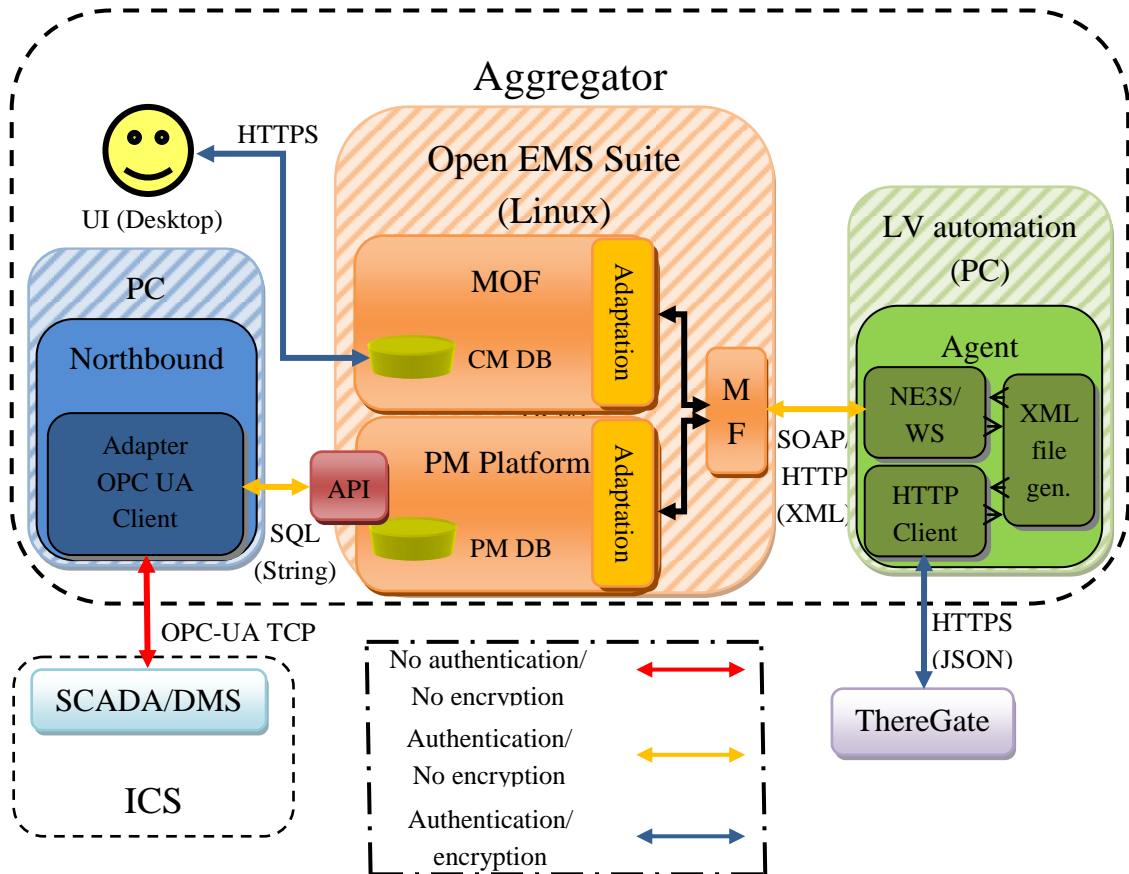 Aggregator
HTTPS
UI (Desktop)
Open EMS Suite
(Linux)
MOF
CM DB
Adaptation
PM Platform
API
PM DB
Adaptation
M
F
PC
Northbound
Adapter
OPC UA
Client
SQL
(String)
SOAP/
HTTP
(XML)
LV automation
(PC)
Agent
NE3S/
WS
XML
file
gen.
HTTP
Client
OPC-UA TCP
SCADA/DMS
ICS
HTTPS
(JSON)
ThereGate
No authentication/
No encryption
Authentication/
No encryption
Authentication/
encryption